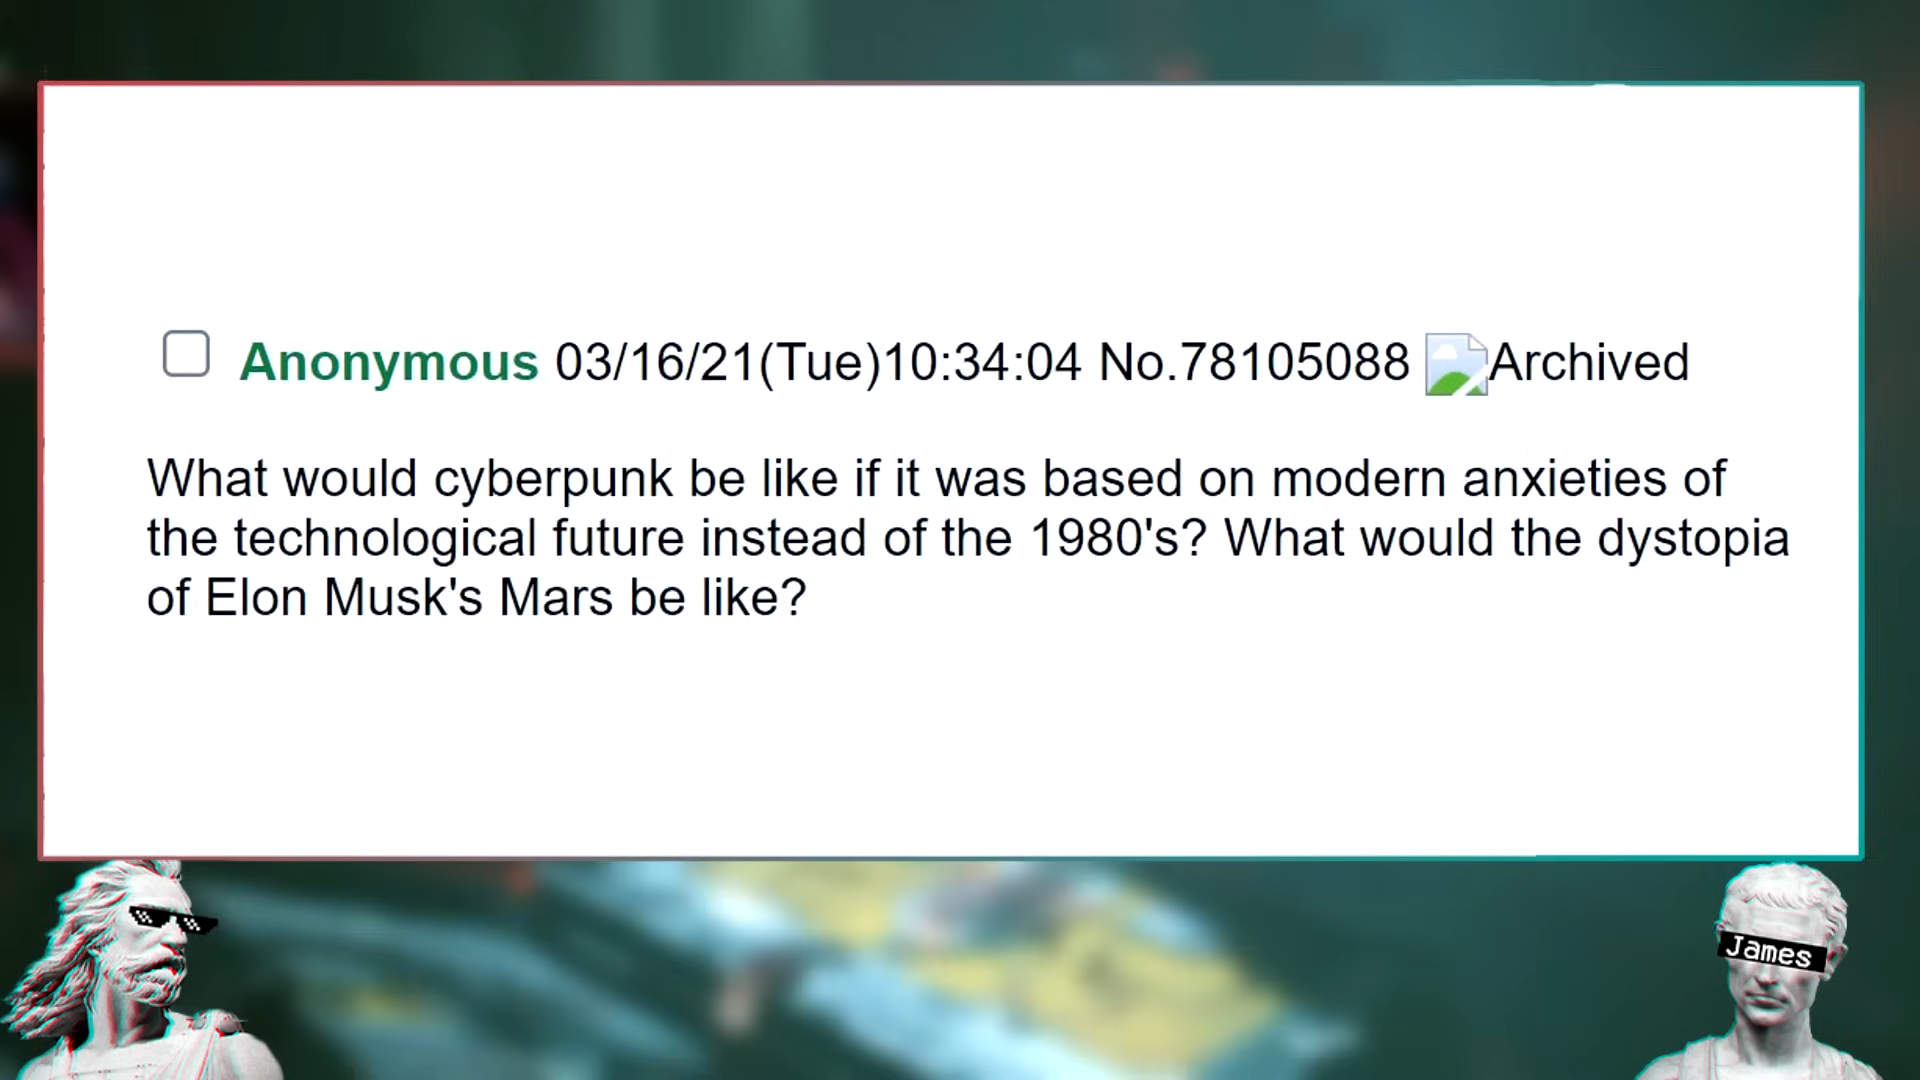 Anonymous 03/16/21(Tue)10:34:04 No.78105088 Archived
What would cyberpunk be like if it was based on modern anxieties of
the technological future instead of the 1980's? What would the dystopia
of Elon Musk's Mars be like?
James